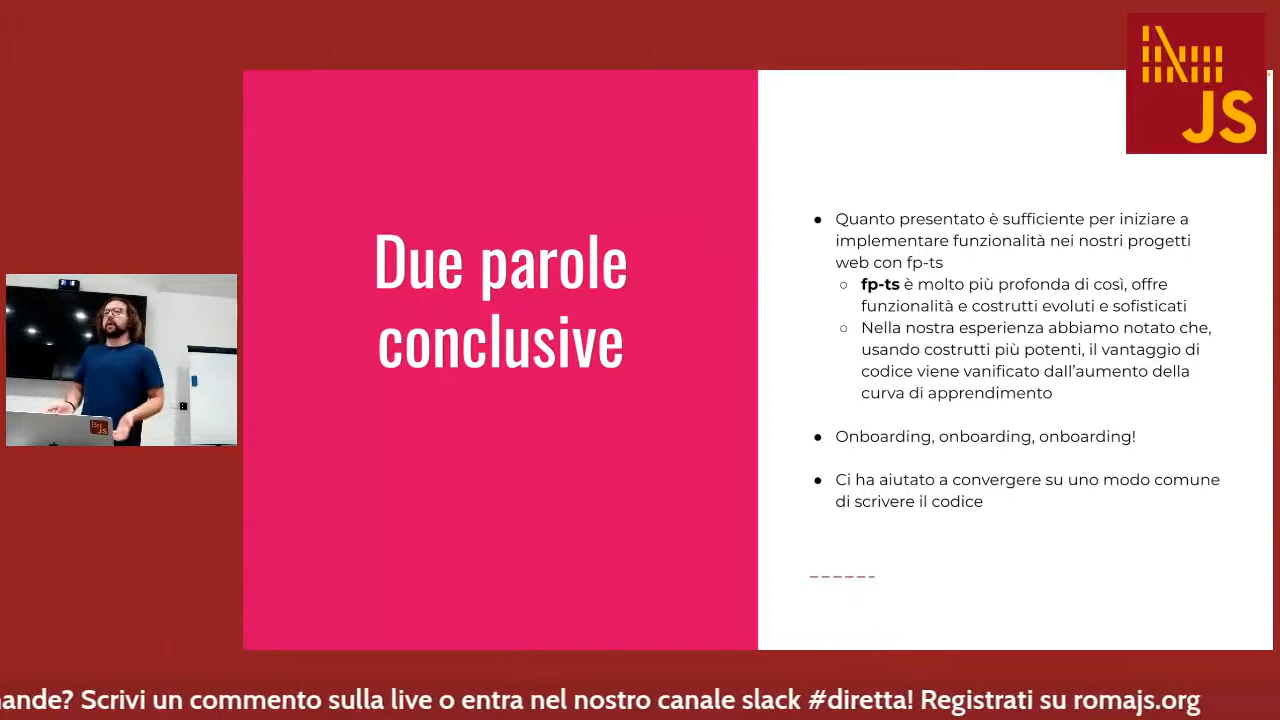 JS
Due parole
conclusive
● Quanto presentato è sufficiente per iniziare a
implementare funzionalità nei nostri progetti
web con fp-ts
○ fp-ts è molto più profonda di così, offre
funzionalità e costrutti evoluti e sofisticati
○ Nella nostra esperienza abbiamo notato che,
usando costrutti più potenti, il vantaggio di
codice viene vanificato dall’aumento della
curva di apprendimento
● Onboarding, onboarding, onboarding!
● Ci ha aiutato a convergere su uno modo comune
di scrivere il codice
JS
ande? Scrivi un commento sulla live o entra nel nostro canale slack #diretta! Registrati su romajs.org